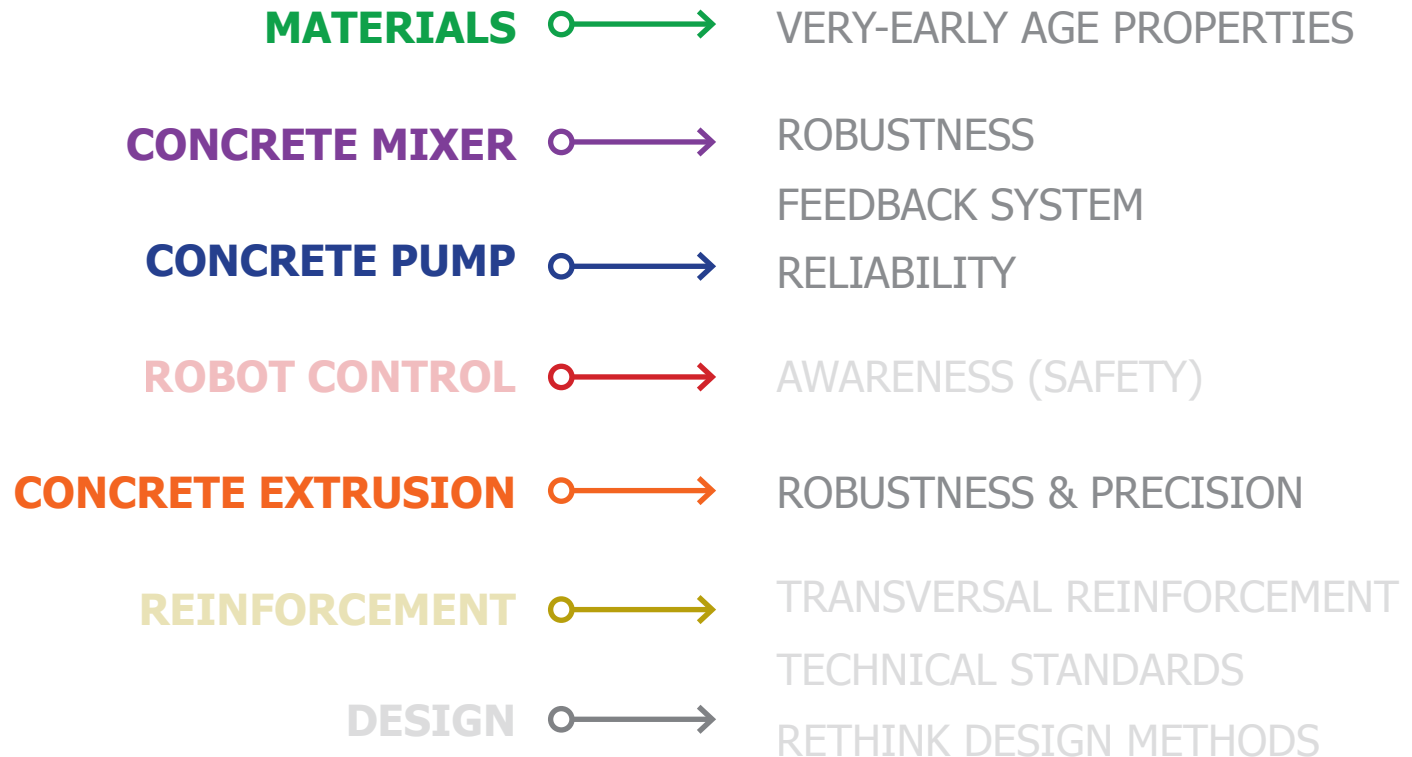 MATERIALS VERY-EARLY AGE PROPERTIES
CONCRETE MIXER ROBUSTNESS
FEEDBACK SYSTEM
CONCRETE PUMP RELIABILITY
ROBOT CONTROL AWARENESS (SAFETY)
CONCRETE EXTRUSION ROBUSTNESS & PRECISION
REINFORCEMENT TRANSVERSAL REINFORCEMENT
TECHNICAL STANDARDS
DESIGN RETHINK DESIGN METHODS